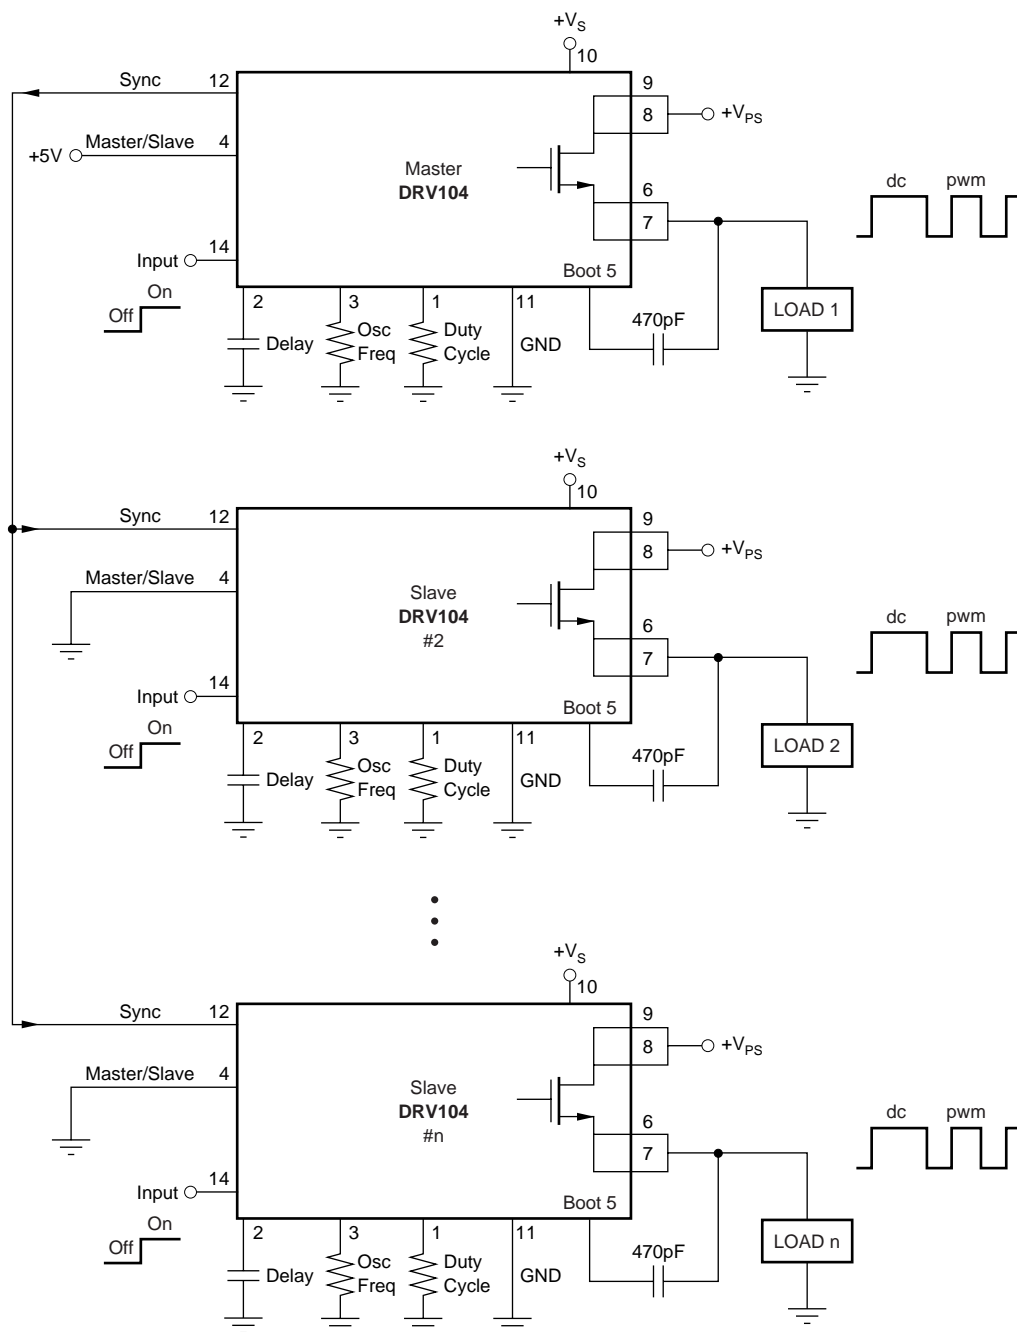 +VS
10
Sync 12
9
8 +VPS
Master/Slave 4
+5V
Master
DRV104
dc pwm
6
7
14
Input
On
Off
Boot 5
2 3 1 11
470pF
LOAD 1
Delay
Osc
Freq
Duty
Cycle
GND
+VS
10
Sync 12
9
8 +VPS
Master/Slave 4
Slave
DRV104
#2
dc pwm
6
7
14
Input
On
Off
Boot 5
2 3 1 11
470pF
LOAD 2
Delay
Osc
Freq
Duty
Cycle
GND
+VS
10
Sync 12
9
8 +VPS
Master/Slave 4
Slave
DRV104
#n
dc pwm
6
7
14
Input
On
Off
Boot 5
2 3 1 11
470pF
LOAD n
Delay
Osc
Freq
Duty
Cycle
GND